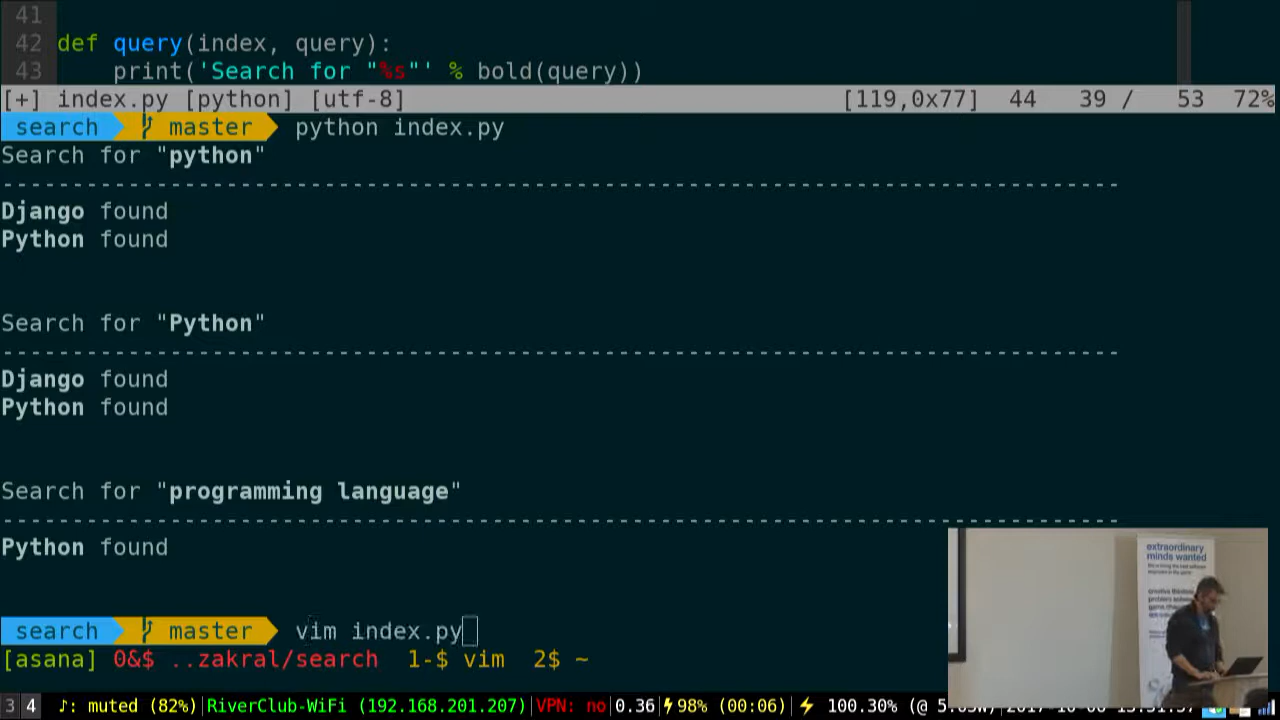 41
42 def query(index, query):
43 print('Search for "%s"' % bold(query))
[+] index.py [python] [utf-8] [119,0x77] 44 39 / 53 72%
search master python index.py
Search for "python"
--------------------------------------------------------------------------------
Django found
Python found
Search for "Python"
--------------------------------------------------------------------------------
Django found
Python found
Search for "programming language"
--------------------------------------------------------------------------------
Python found
search master vim index.py
[asana] 0&$ ..zakral/search 1-$ vim 2$ ~
extraordinary
minds wanted
3 4 ♪: muted (82%)|RiverClub-WiFi (192.168.201.207)|VPN: no|0.36|⚡98% (00:06)|⚡ 100.30% (@